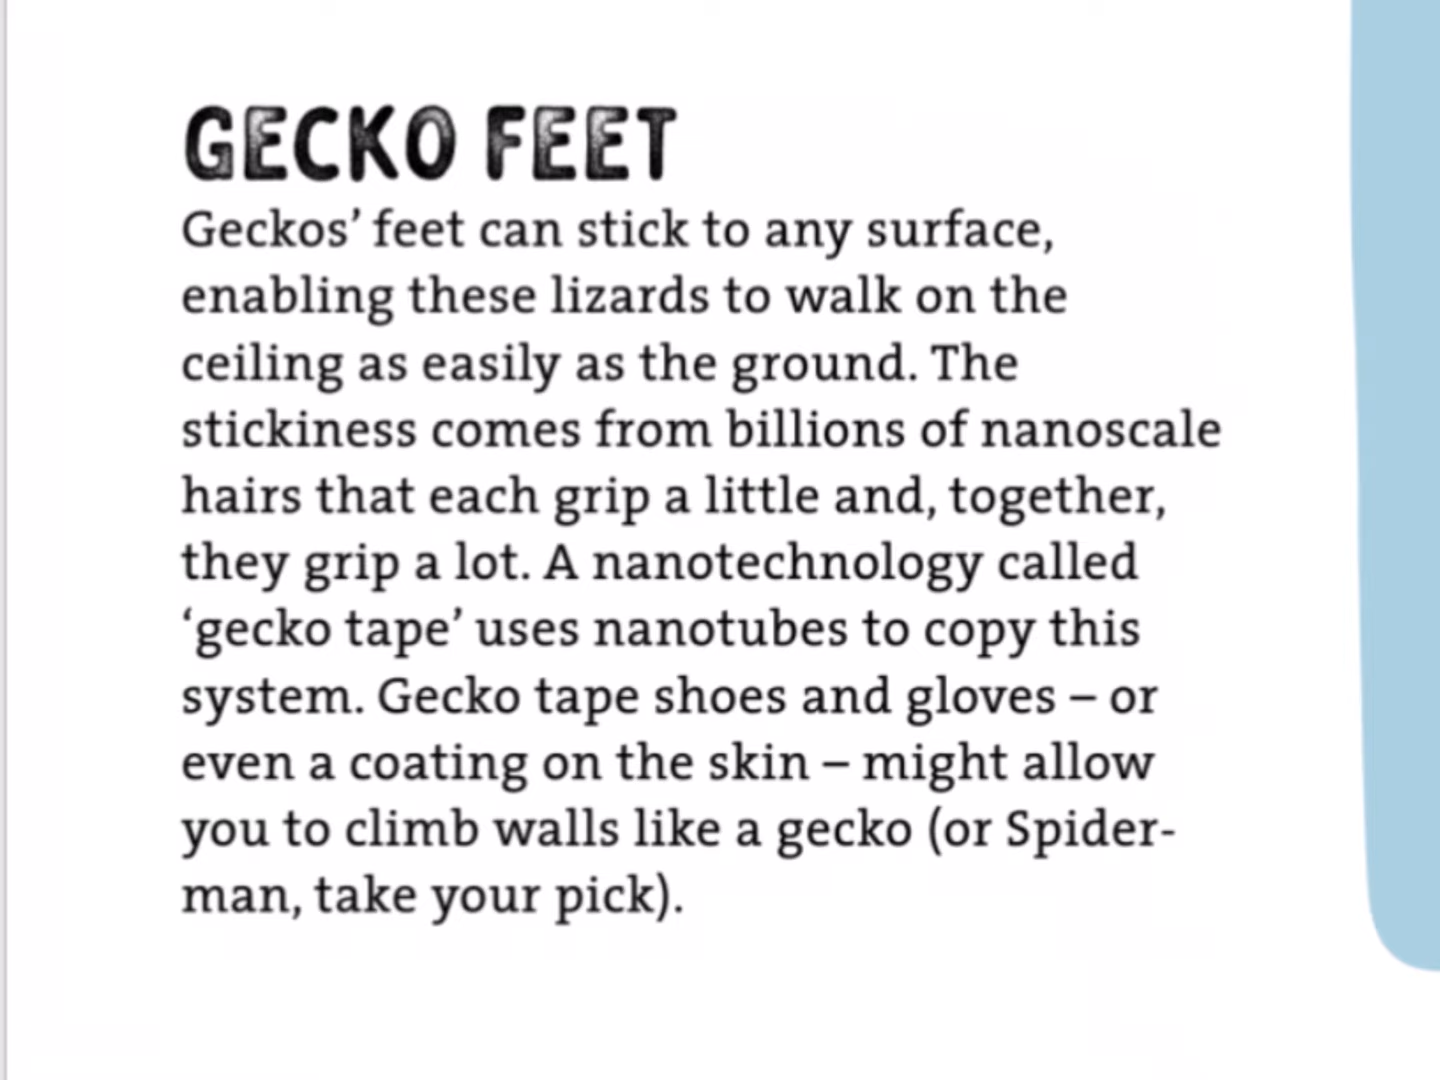 GECKO FEET
Geckos’ feet can stick to any surface,
enabling these lizards to walk on the
ceiling as easily as the ground. The
stickiness comes from billions of nanoscale
hairs that each grip a little and, together,
they grip a lot. A nanotechnology called
‘gecko tape’ uses nanotubes to copy this
system. Gecko tape shoes and gloves – or
even a coating on the skin – might allow
you to climb walls like a gecko (or Spider-
man, take your pick).